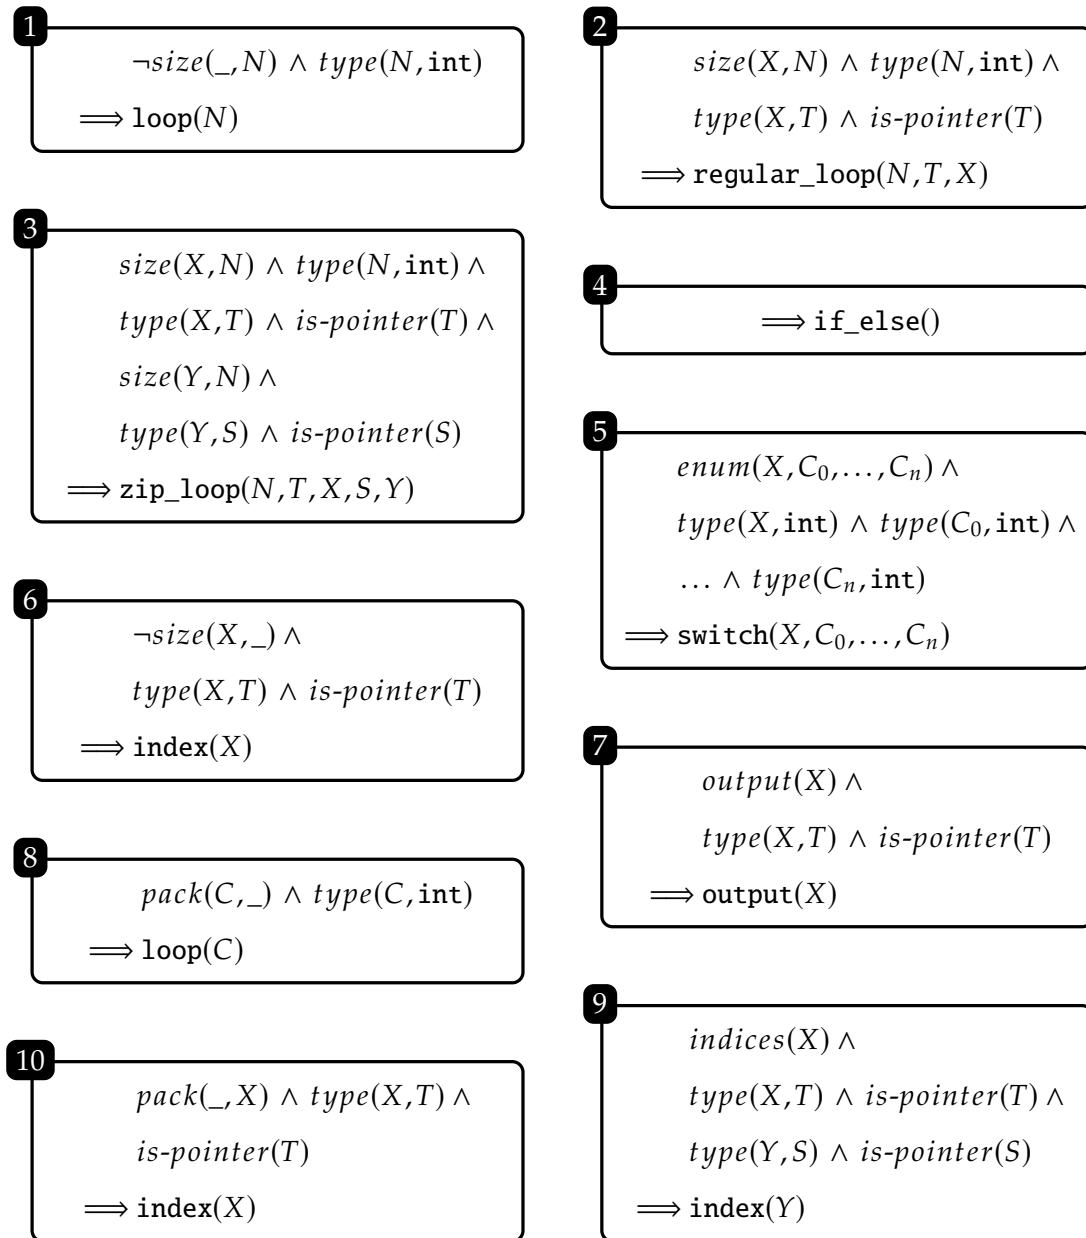 1
¬size(_, N) ∧ type(N, int)
⟹ loop(N)
2
size(X, N) ∧ type(N, int) ∧
type(X, T) ∧ is-pointer(T)
⟹ regular_loop(N, T, X)
3
size(X, N) ∧ type(N, int) ∧
type(X, T) ∧ is-pointer(T) ∧
size(Y, N) ∧
type(Y, S) ∧ is-pointer(S)
⟹ zip_loop(N, T, X, S, Y)
4
⟹ if_else()
5
enum(X, C₀, ..., Cₙ) ∧
type(X, int) ∧ type(C₀, int) ∧
... ∧ type(Cₙ, int)
⟹ switch(X, C₀, ..., Cₙ)
6
¬size(X, _) ∧
type(X, T) ∧ is-pointer(T)
⟹ index(X)
7
output(X) ∧
type(X, T) ∧ is-pointer(T)
⟹ output(X)
8
pack(C, _) ∧ type(C, int)
⟹ loop(C)
9
indices(X) ∧
type(X, T) ∧ is-pointer(T) ∧
type(Y, S) ∧ is-pointer(S)
⟹ index(Y)
10
pack(_, X) ∧ type(X, T) ∧
is-pointer(T)
⟹ index(X)